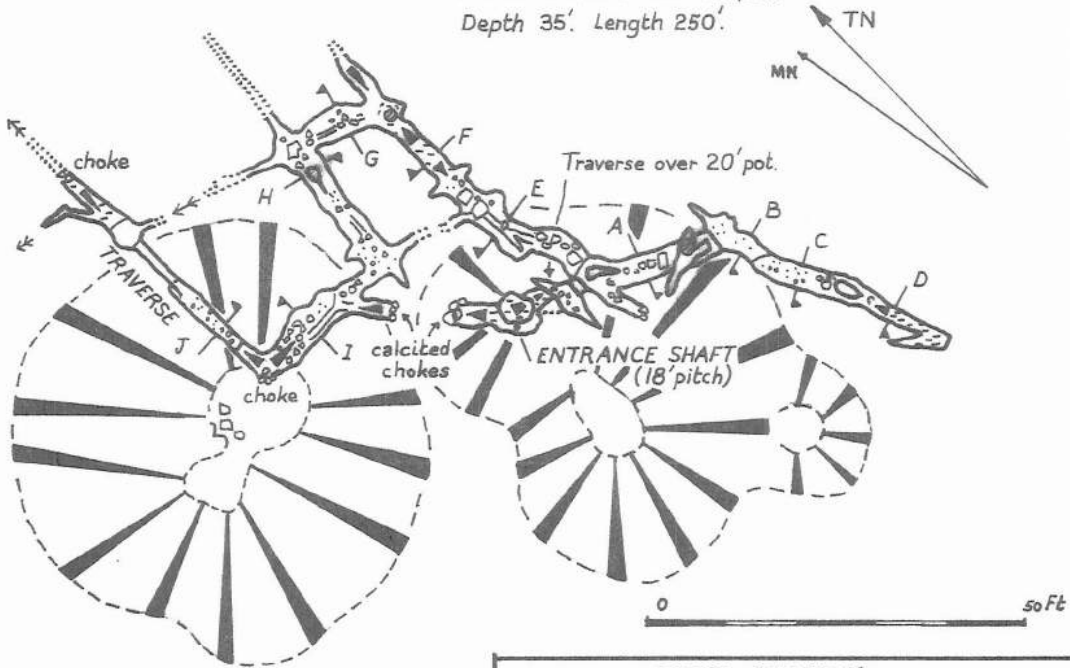 Depth 35'. Length 250'.
TN
MN
choke
F
G
Traverse over 20' pot.
H
E
A
B
C
D
TRAVERSE
J
I
calcited
chokes
choke
ENTRANCE SHAFT
(18' pitch)
0
50 Ft